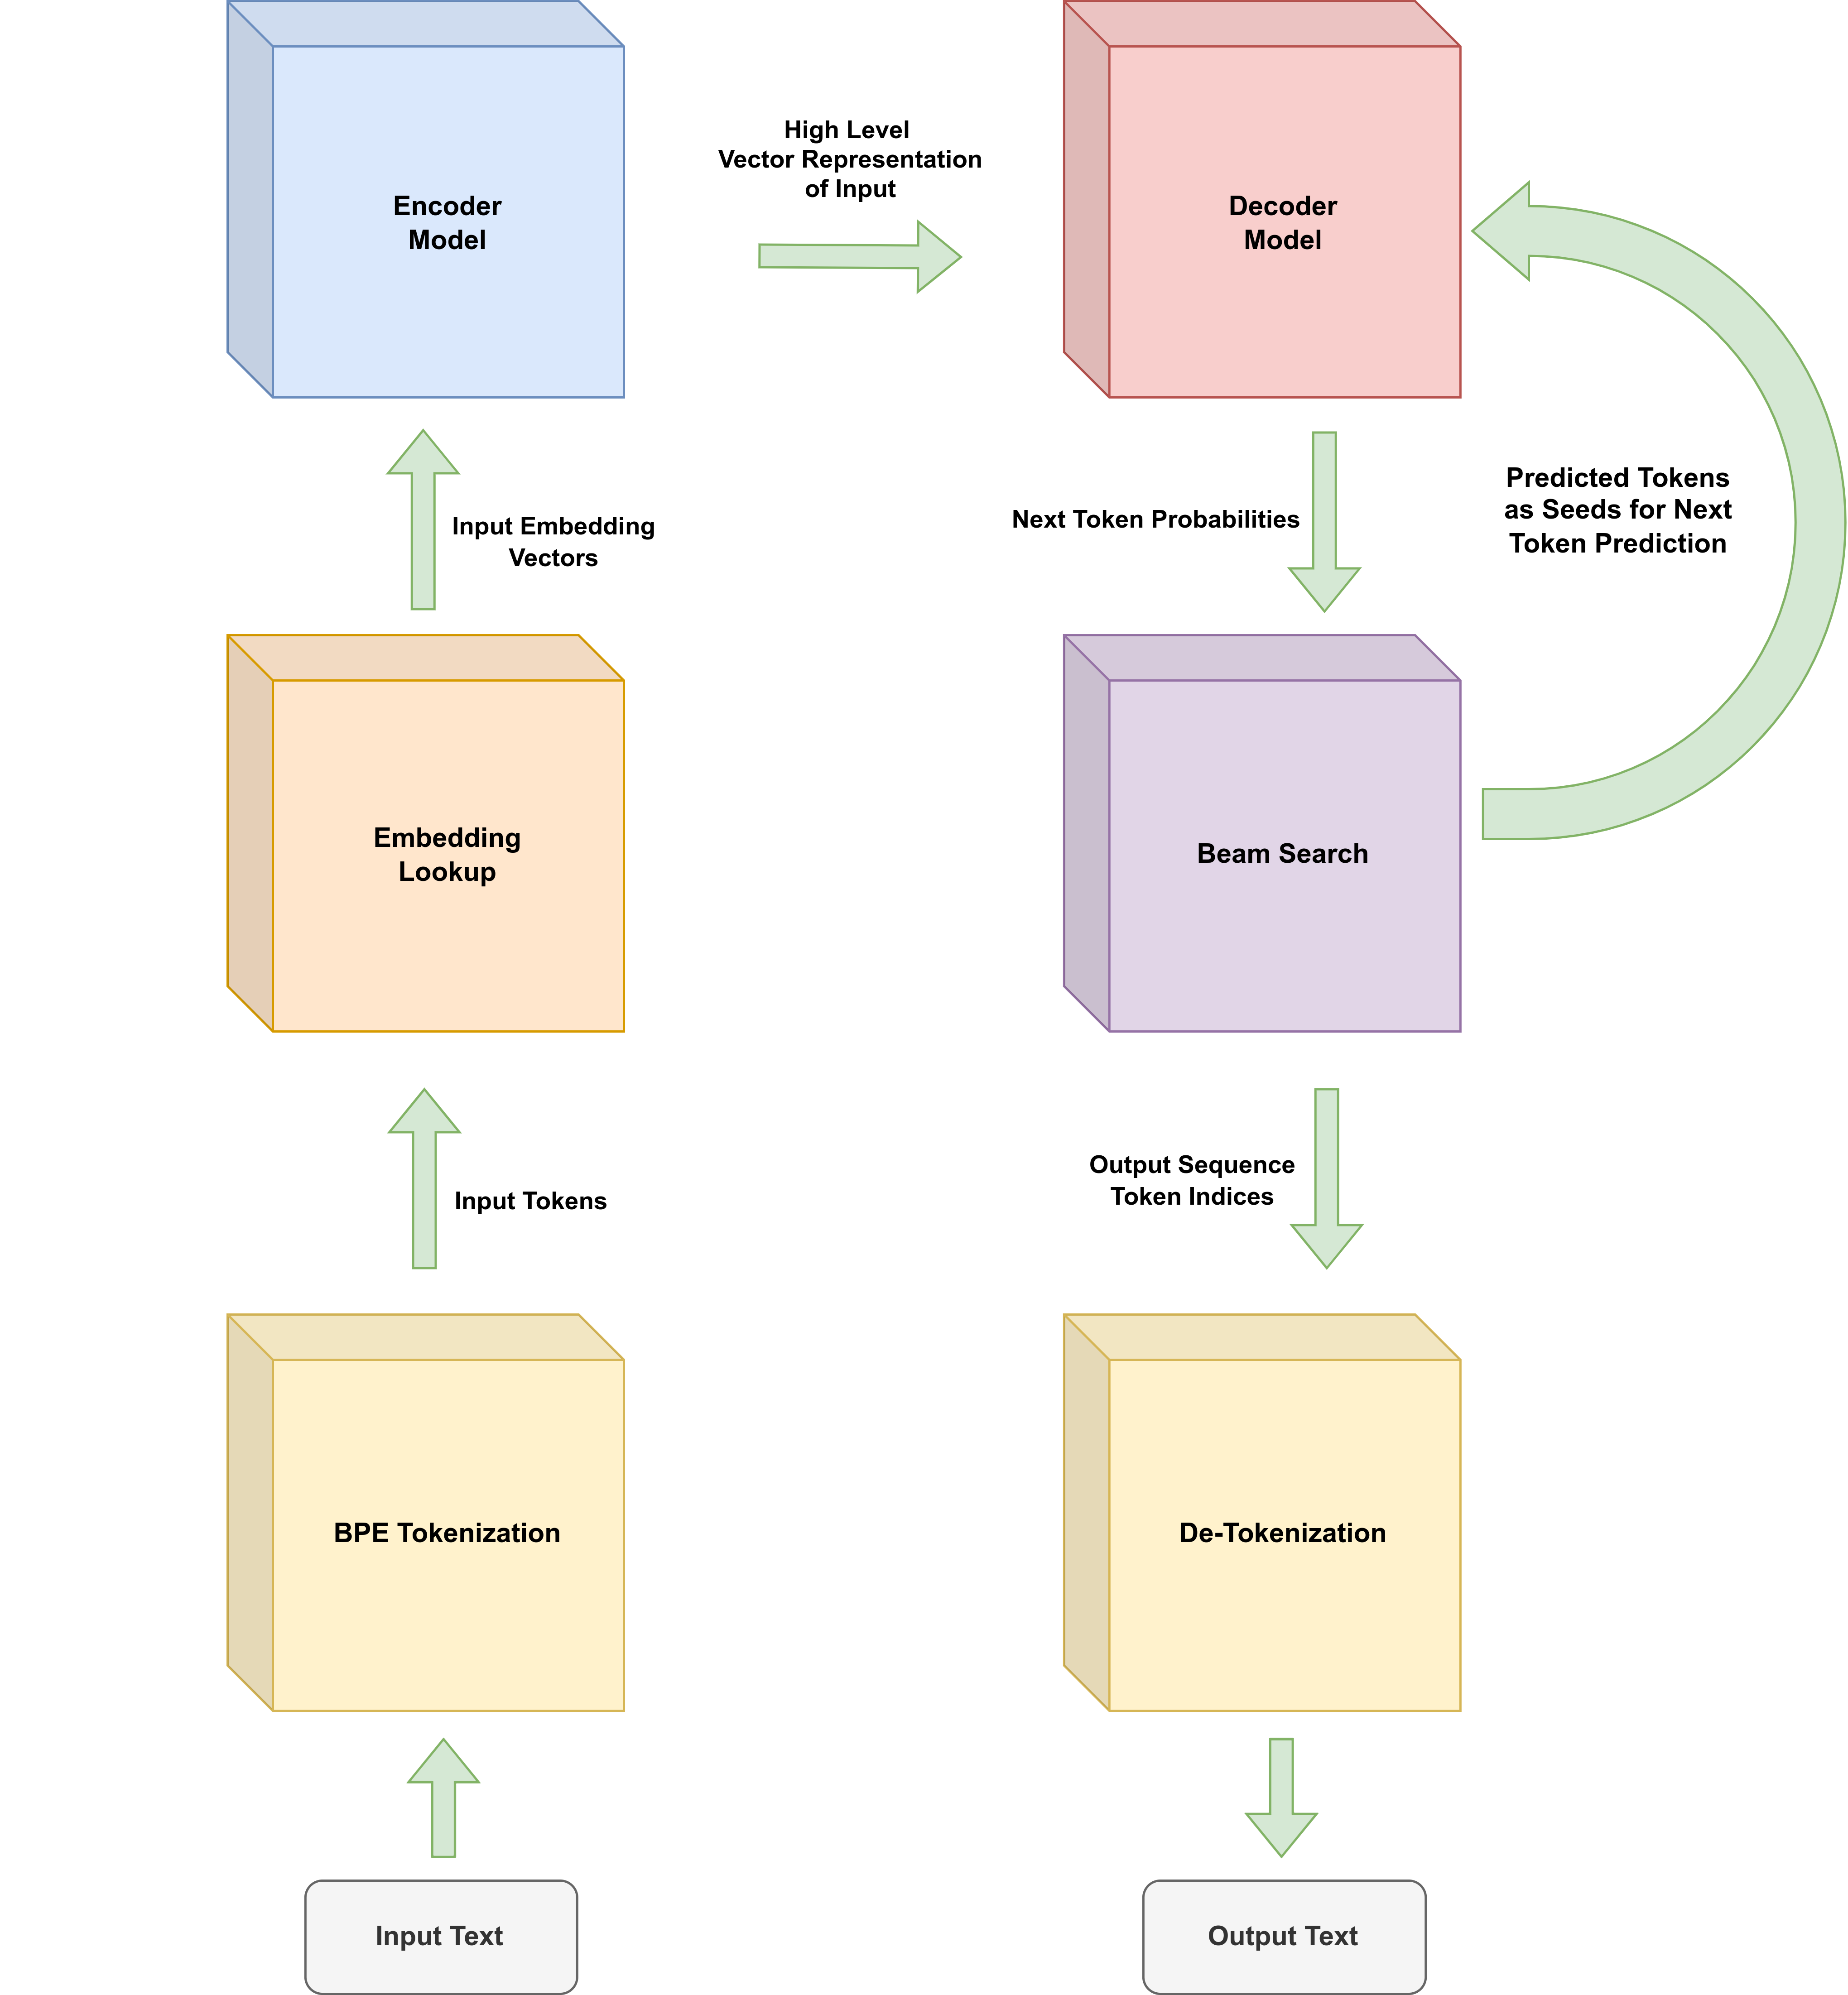 Encoder
Model
High Level
Vector Representation
of Input
Decoder
Model
Input Embedding
Vectors
Next Token Probabilities
Predicted Tokens
as Seeds for Next
Token Prediction
Embedding
Lookup
Beam Search
Input Tokens
Output Sequence
Token Indices
BPE Tokenization
De-Tokenization
Input Text
Output Text